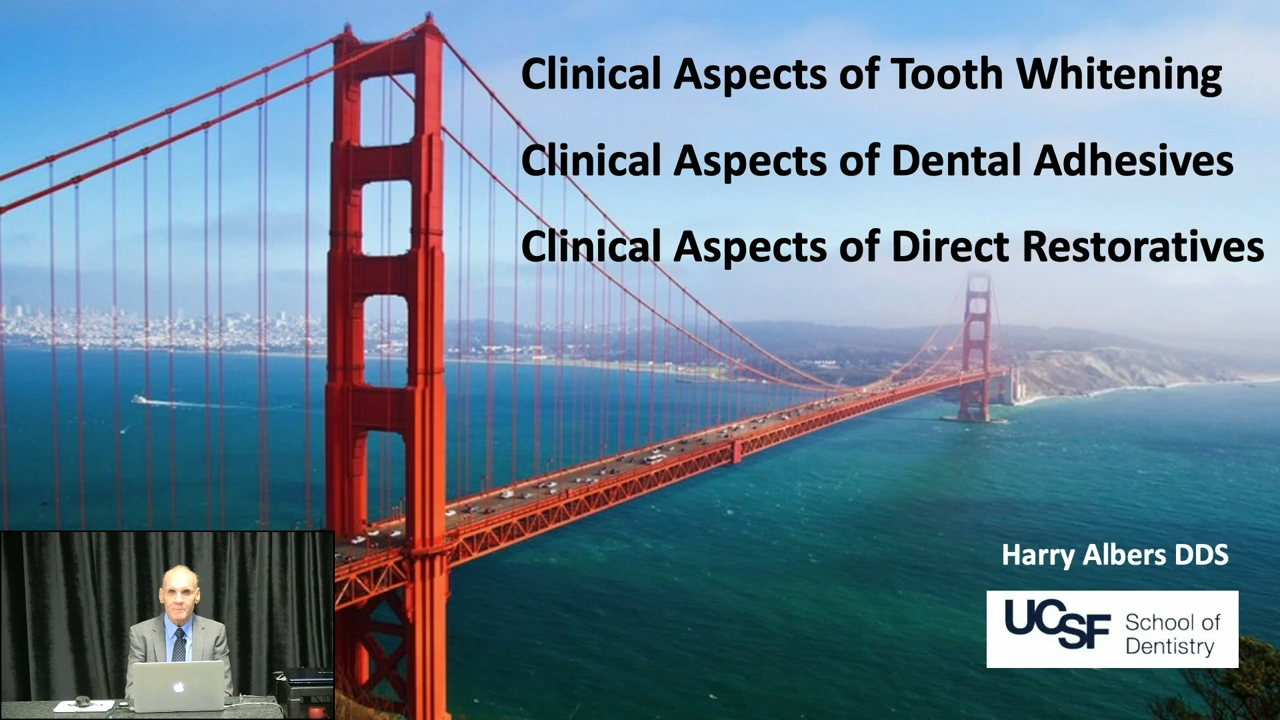 Clinical Aspects of Tooth Whitening
Clinical Aspects of Dental Adhesives
Clinical Aspects of Direct Restoratives
Harry Albers DDS
UCSF School of
Dentistry